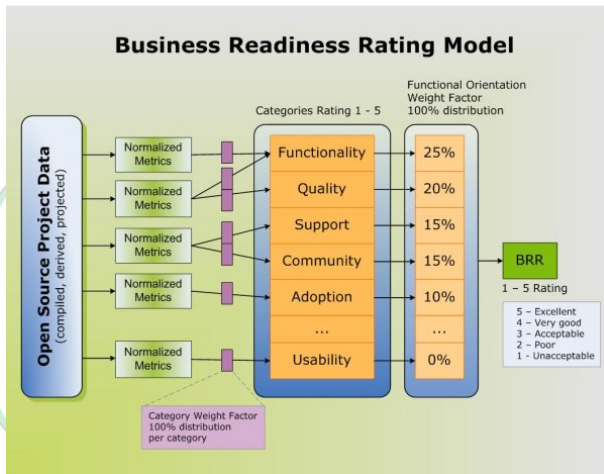 Business Readiness Rating Model
Open Source Project Data
(compiled, derived, projected)
Normalized
Metrics
Normalized
Metrics
Normalized
Metrics
Normalized
Metrics
Normalized
Metrics
Category Weight Factor
100% distribution
per category
Categories Rating 1 - 5
Functionality
Quality
Support
Community
Adoption
...
Usability
Functional Orientation
Weight Factor
100% distribution
25%
20%
15%
15%
10%
...
0%
BRR
1 – 5 Rating
5 – Excellent
4 – Very good
3 – Acceptable
2 – Poor
1 - Unacceptable